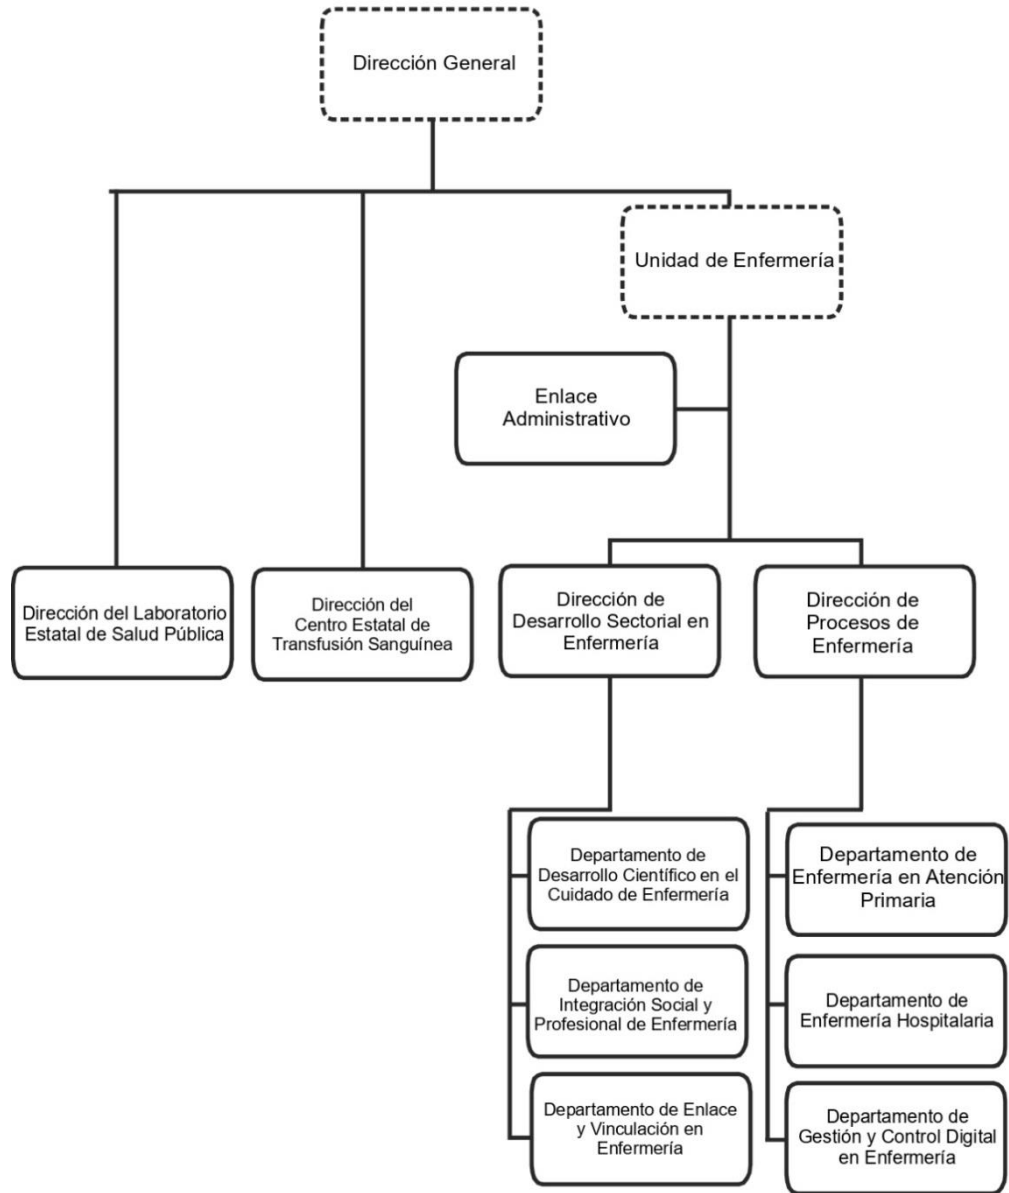 Dirección General
Unidad de Enfermería
Enlace
Administrativo
Dirección del Laboratorio
Estatal de Salud Pública
Dirección del
Centro Estatal de
Transfusión Sanguínea
Dirección de
Desarrollo Sectorial en
Enfermería
Dirección de
Procesos de
Enfermería
Departamento de
Desarrollo Científico en el
Cuidado de Enfermería
Departamento de
Enfermería en Atención
Primaria
Departamento de
Integración Social y
Profesional de Enfermería
Departamento de
Enfermería Hospitalaria
Departamento de Enlace
y Vinculación en
Enfermería
Departamento de
Gestión y Control Digital
en Enfermería